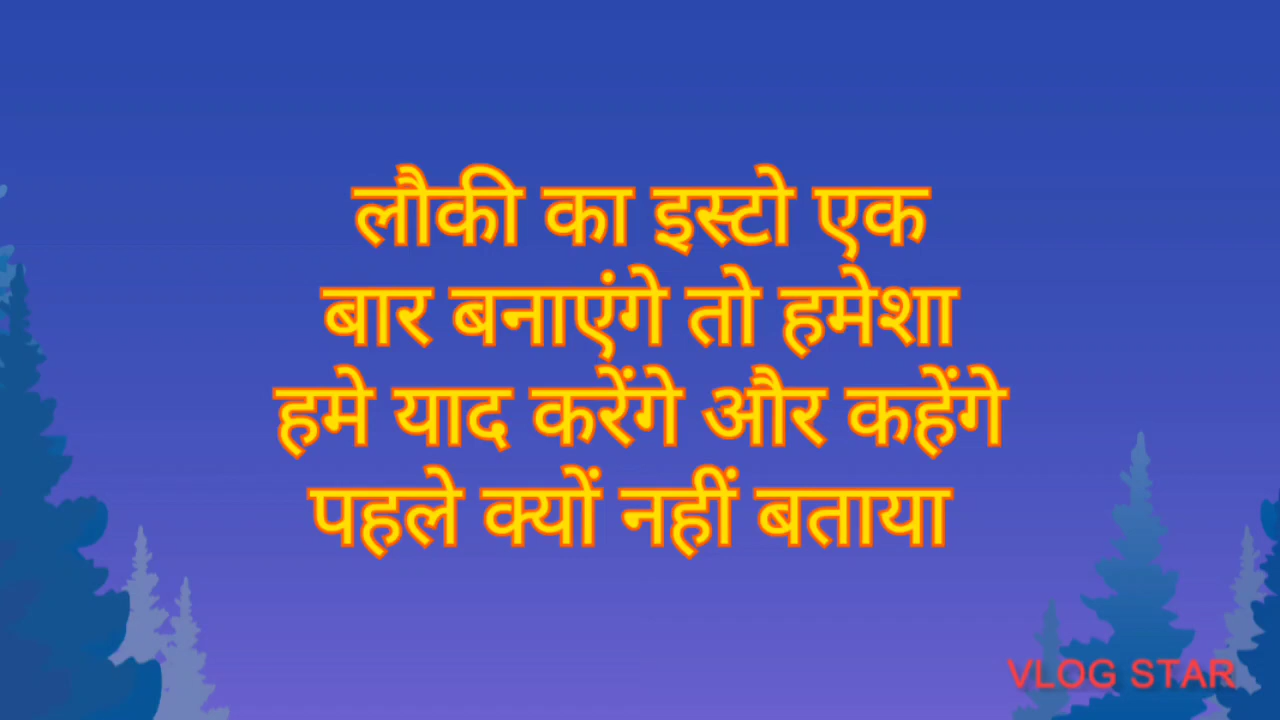 लौकी का इस्टो एक
बार बनाएंगे तो हमेशा
हमे याद करेंगे और कहेंगे
पहले क्यों नहीं बताया
VLOG STAR